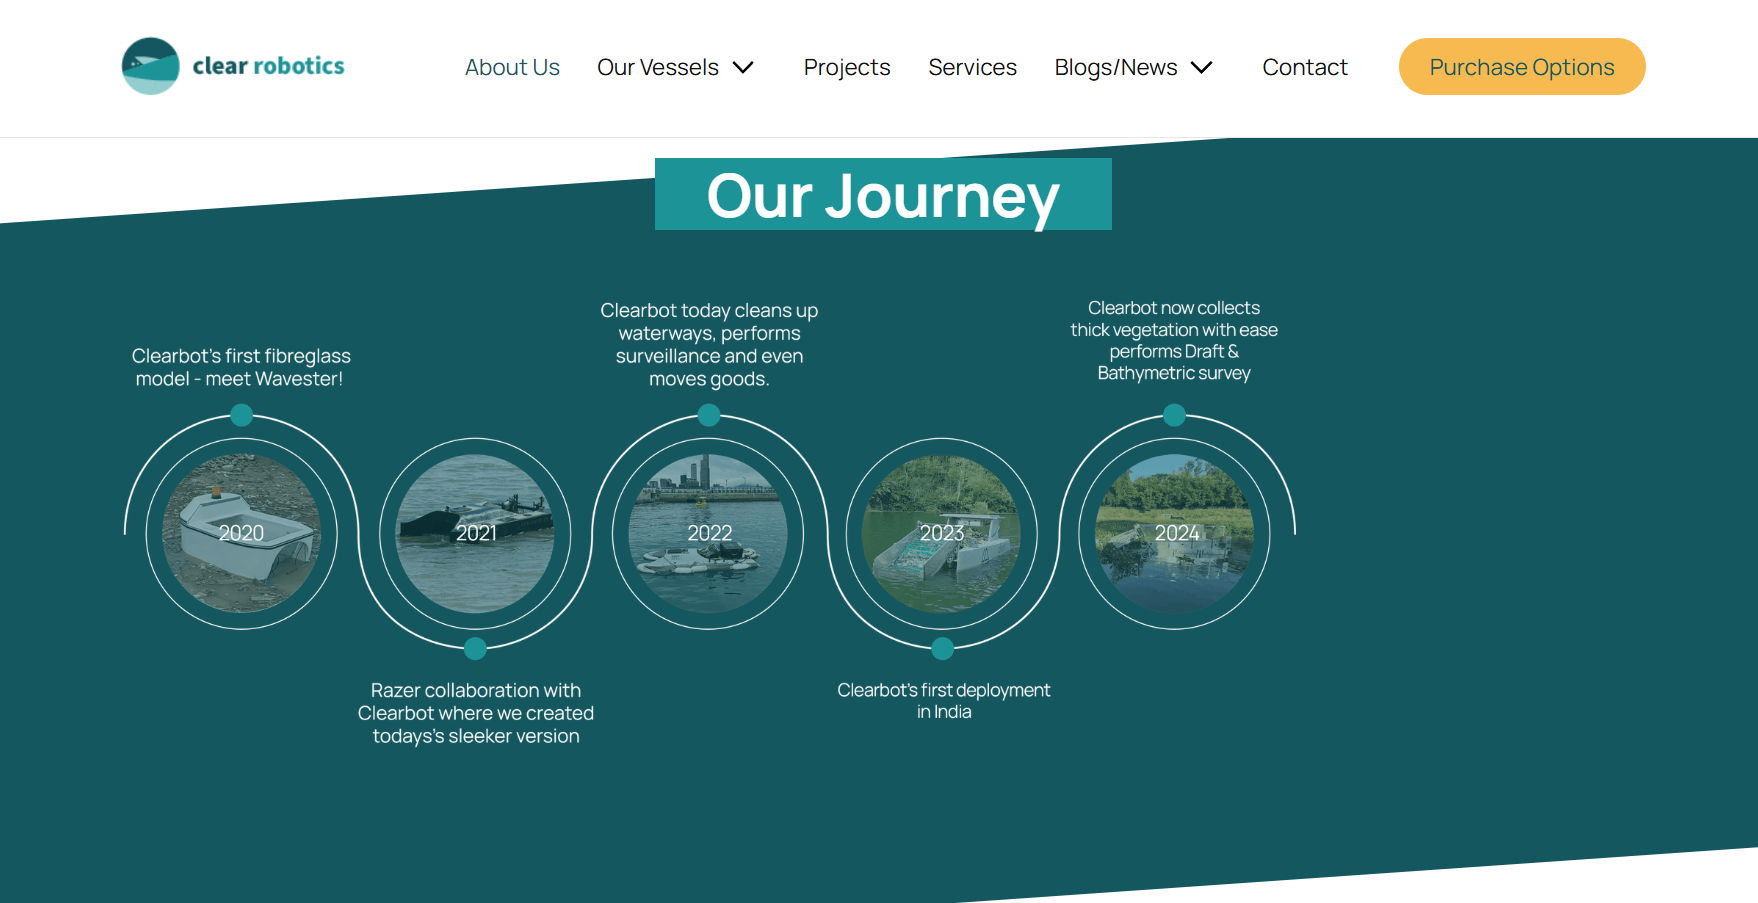 clear robotics
About Us
Our Vessels
Projects
Services
Blogs/News
Contact
Purchase Options
Our Journey
Clearbot's first fibreglass
model - meet Wavester!
2020
2021
Razer collaboration with
Clearbot where we created
todays's sleeker version
Clearbot today cleans up
waterways, performs
surveillance and even
moves goods.
2022
2023
Clearbot's first deployment
in India
Clearbot now collects
thick vegetation with ease
performs Draft &
Bathymetric survey
2024